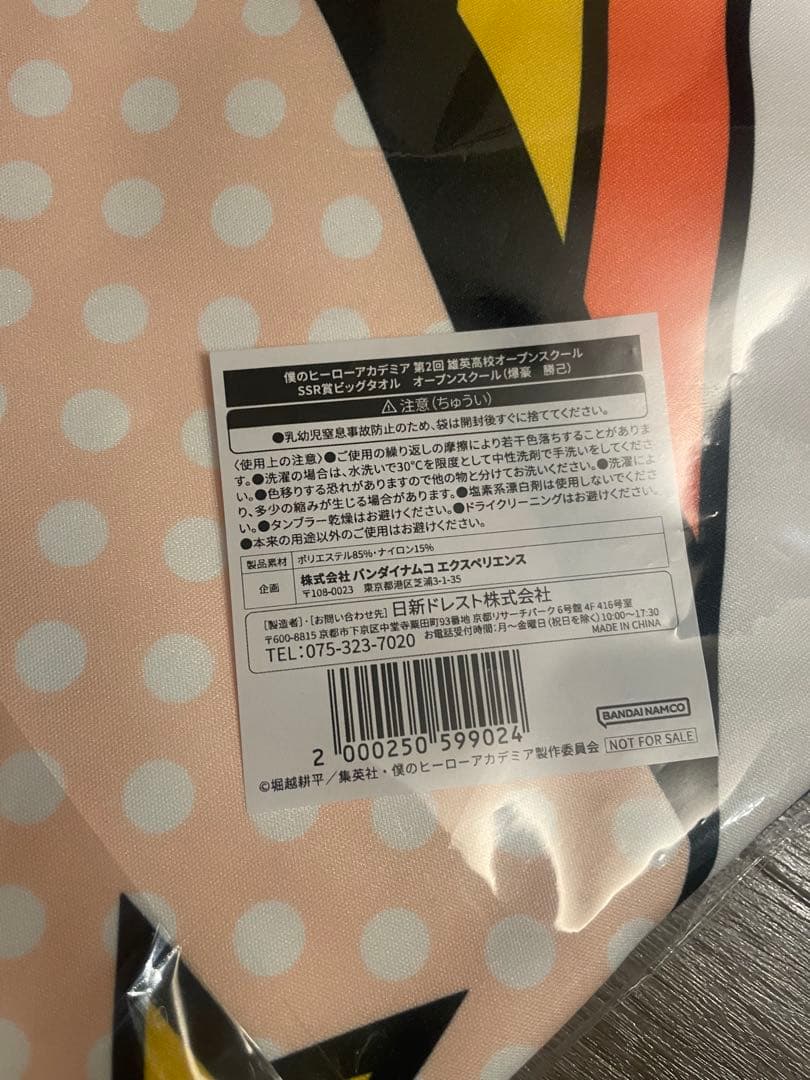 僕のヒーローアカデミア 第2回 雄英高校オープンスクール
SSR賞ビッグタオル オープンスクール(爆豪 勝己)
⚠注意(ちゅうい)
●乳幼児窒息事故防止のため、袋は開封後すぐに捨ててください。
〈使用上の注意〉●ご使用の繰り返しの摩擦により若干色落ちすることがありま
す。●洗濯の場合は、水洗いで30℃を限度として中性洗剤で手洗いをしてくださ
い。●色移りする恐れがありますので他の物と分けてお洗いください。●洗濯によ
り、多少の縮みが生じる場合があります。●塩素系漂白剤は使用しないでくださ
い。●タンブラー乾燥はお避けください。●ドライクリーニングはお避けください。
●本来の用途以外のご使用はお避けください。
製品素材 ポリエステル85%・ナイロン15%
企画 株式会社 バンダイナムコ エクスペリエンス
〒108-0023 東京都港区芝浦3-1-35
[製造者]・[お問い合わせ先] 日新ドレスト株式会社
〒600-8815 京都市下京区中堂寺粟田町93番地 京都リサーチパーク 6号館 4F 416号室
TEL:075-323-7020 お電話受付時間:月〜金曜日(祝日を除く) 10:00〜17:30
MADE IN CHINA
2 000250 599024
BANDAI NAMCO
©堀越耕平/集英社・僕のヒーローアカデミア製作委員会 NOT FOR SALE